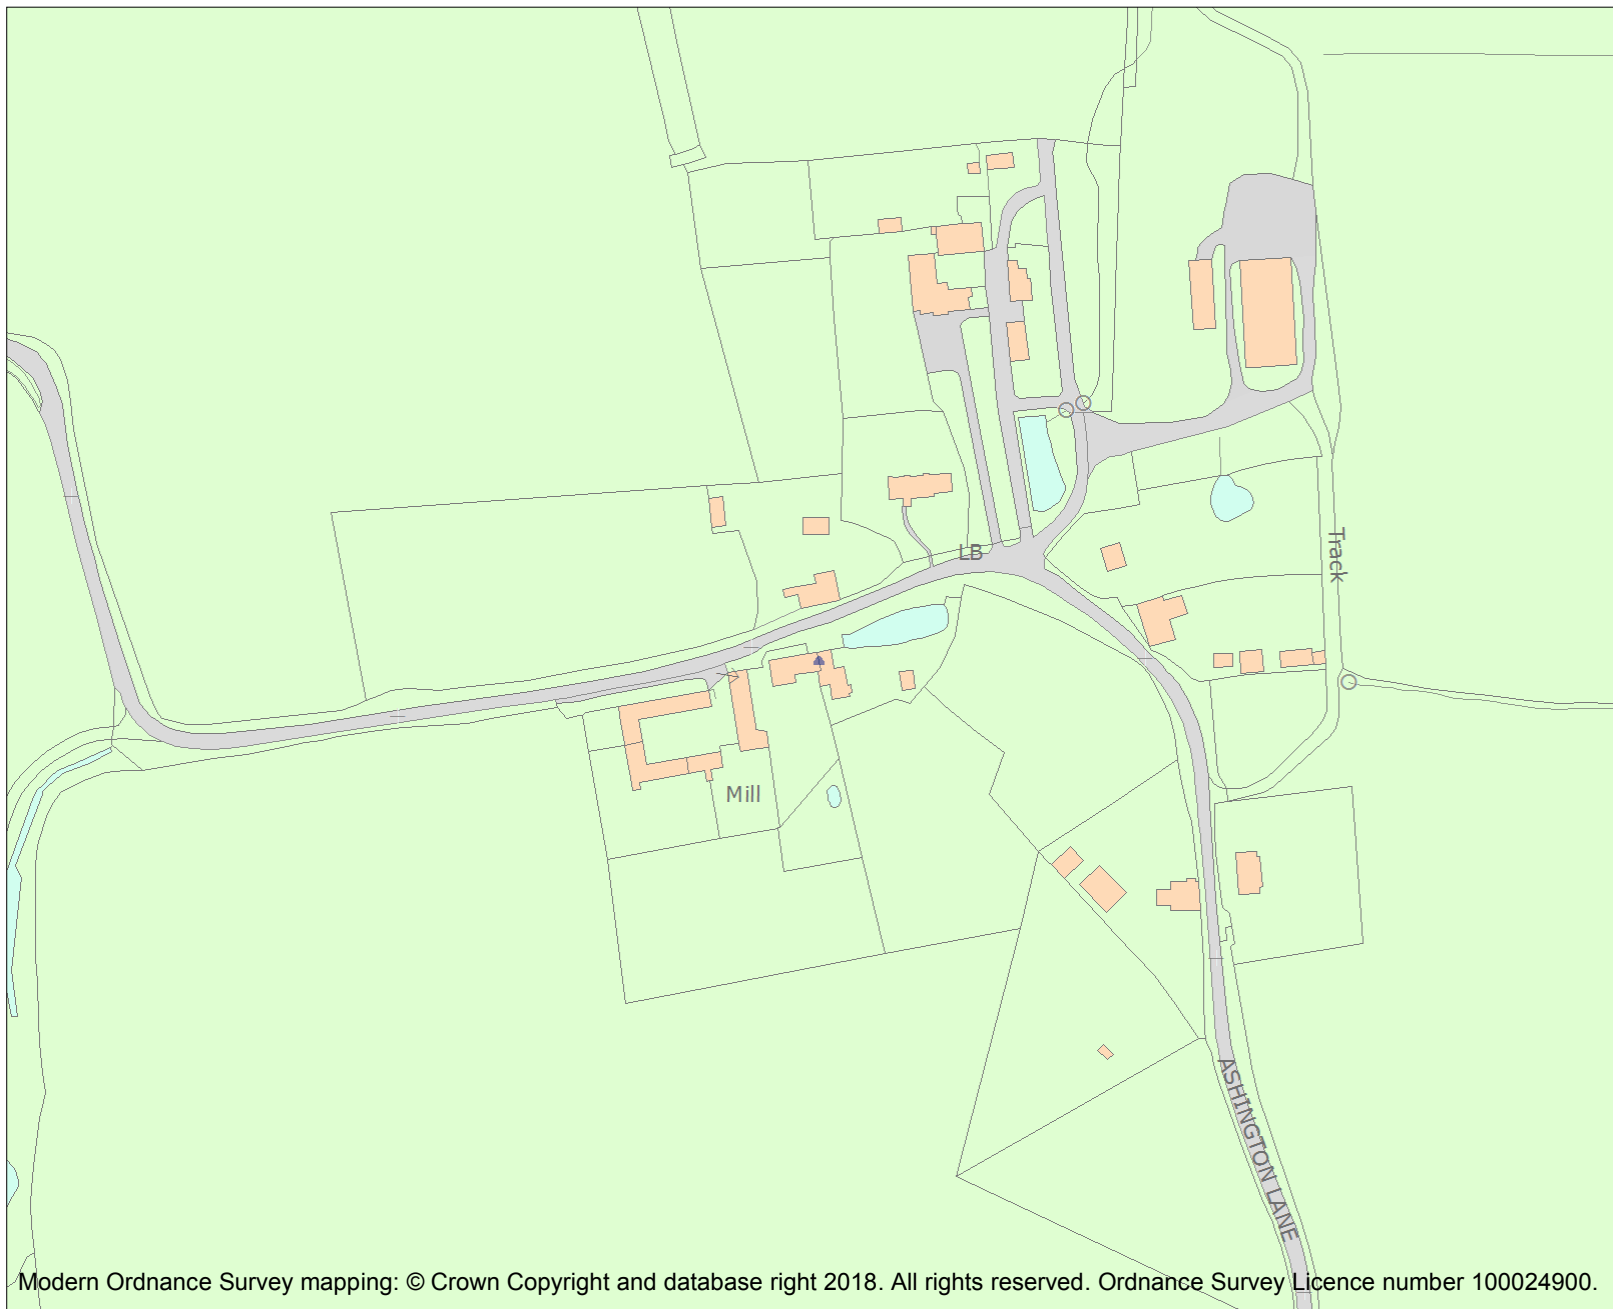 LB
Track
Mill
ASHINGTON LANE
Modern Ordnance Survey mapping: © Crown Copyright and database right 2018. All rights reserved. Ordnance Survey Licence number 100024900.